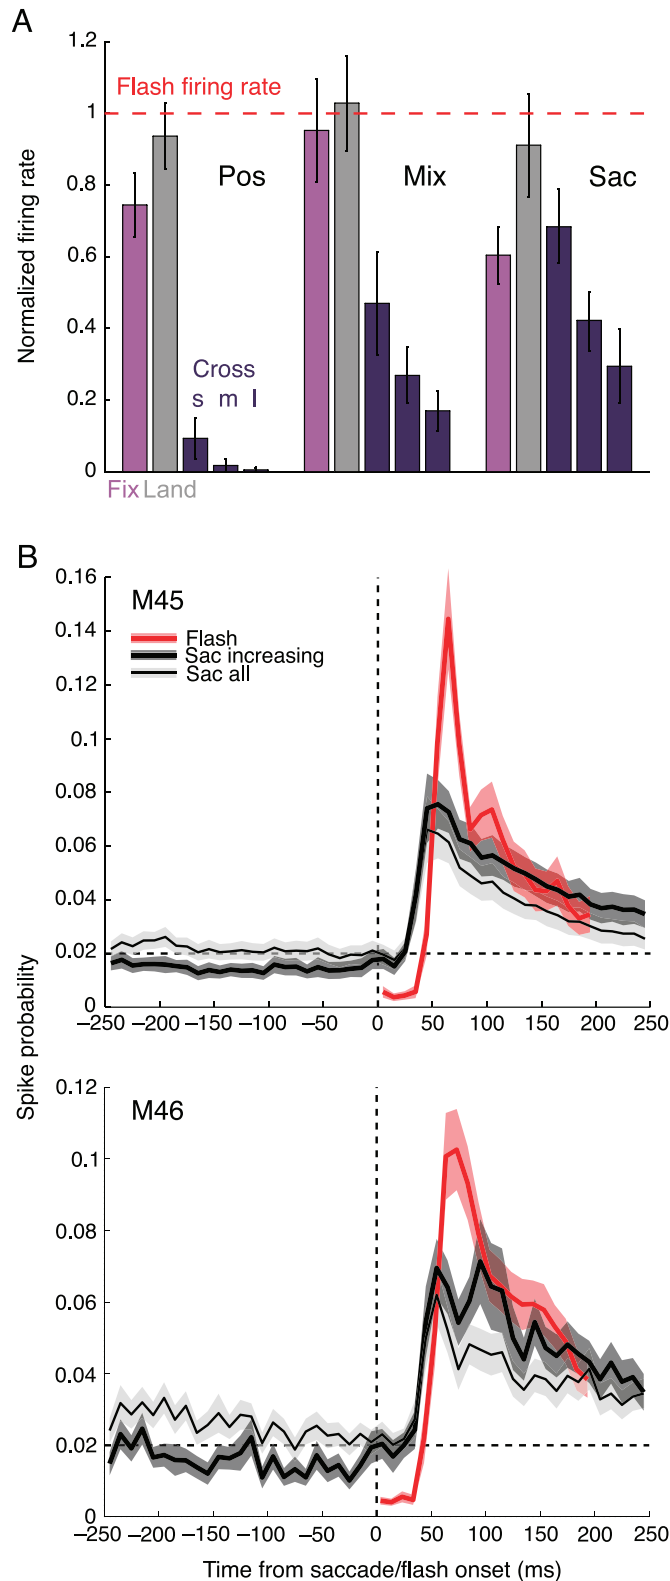 A
1.2
Flash firing rate
1
Pos Mix Sac
0.8
Normalized firing rate
0.6
0.4
Cross
0.2
s m l
0
Fix Land
B
0.16
M45
0.14
Flash
Sac increasing
Sac all
0.12
0.1
0.08
0.06
0.04
0.02
0
–250 –200 –150 –100 –50 0 50 100 150 200 250
Spike probability
0.12
M46
0.1
0.08
0.06
0.04
0.02
0
–250 –200 –150 –100 –50 0 50 100 150 200 250
Time from saccade/flash onset (ms)